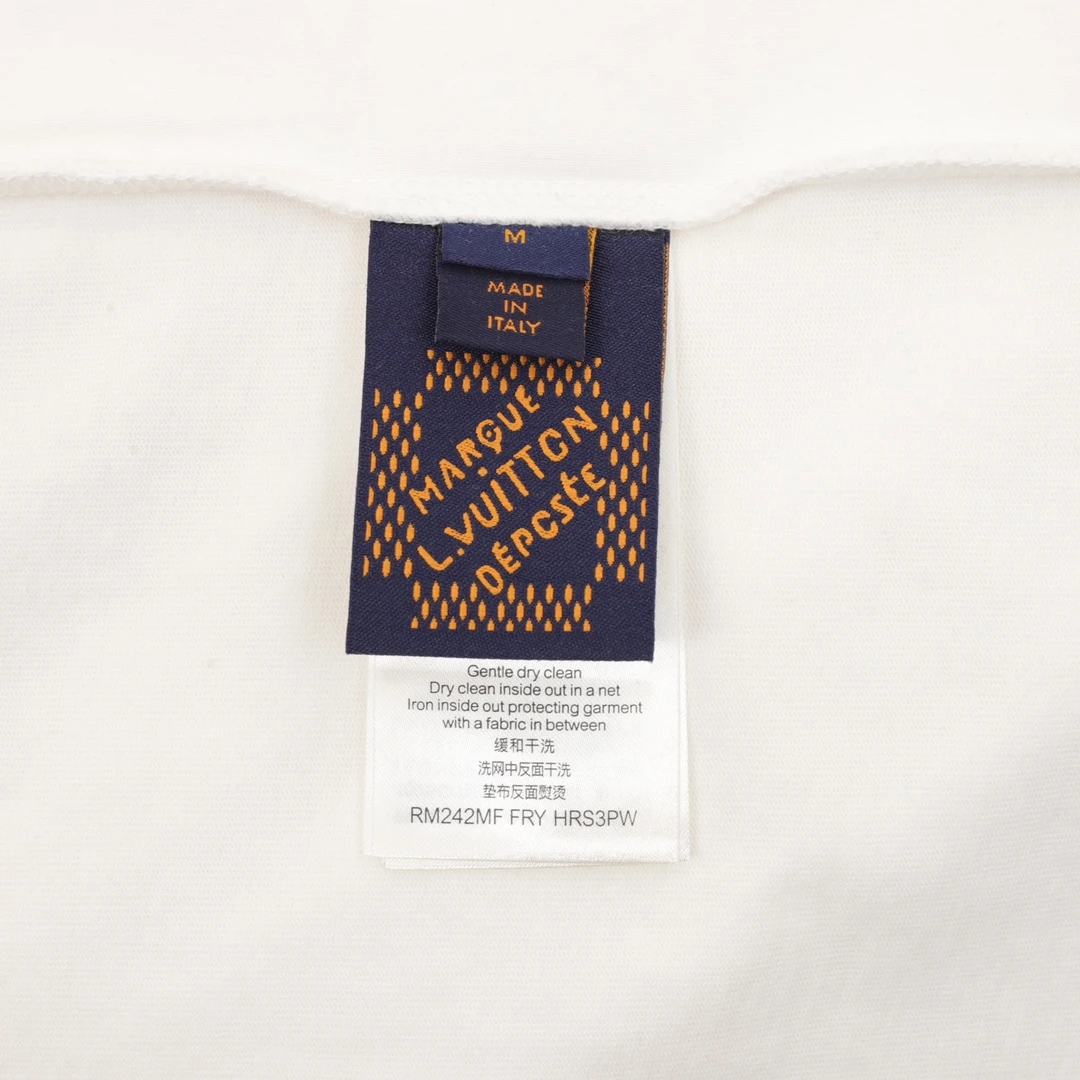 M
MADE
IN
ITALY
MARQUE
L.VUITTON
DÉPOSÉE
Gentle dry clean
Dry clean inside out in a net
Iron inside out protecting garment
with a fabric in between
缓和干洗
洗网中反面干洗
垫布反面熨烫
RM242MF FRY HRS3PW